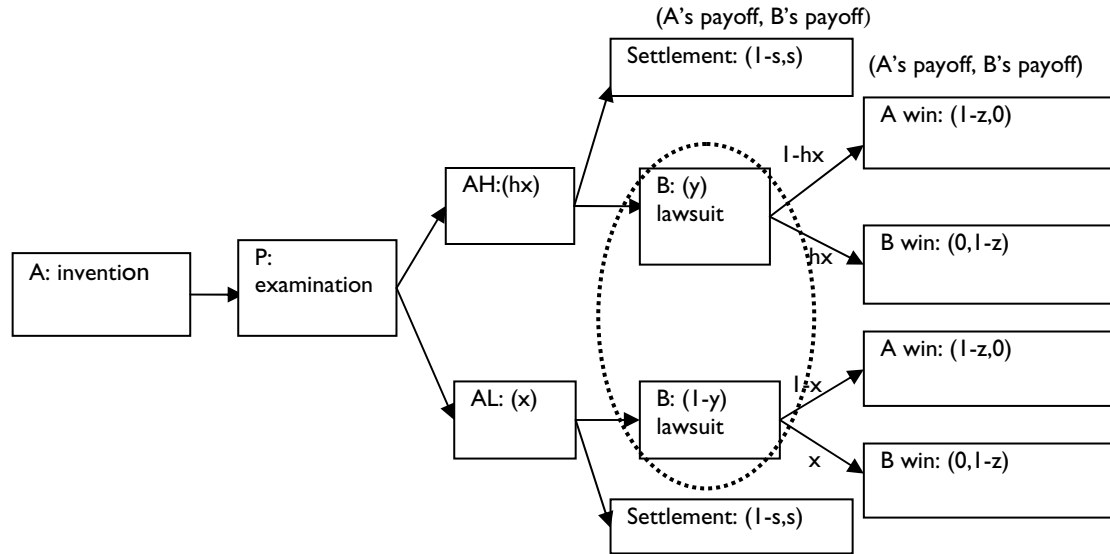 (A's payoff, B's payoff)
Settlement: (1-s,s)
(A's payoff, B's payoff)
A win: (1-z,0)
1-hx
AH:(hx)
B: (y)
lawsuit
hx
B win: (0,1-z)
A: invention
P:
examination
A win: (1-z,0)
1-x
AL: (x)
B: (1-y)
lawsuit
x
B win: (0,1-z)
Settlement: (1-s,s)